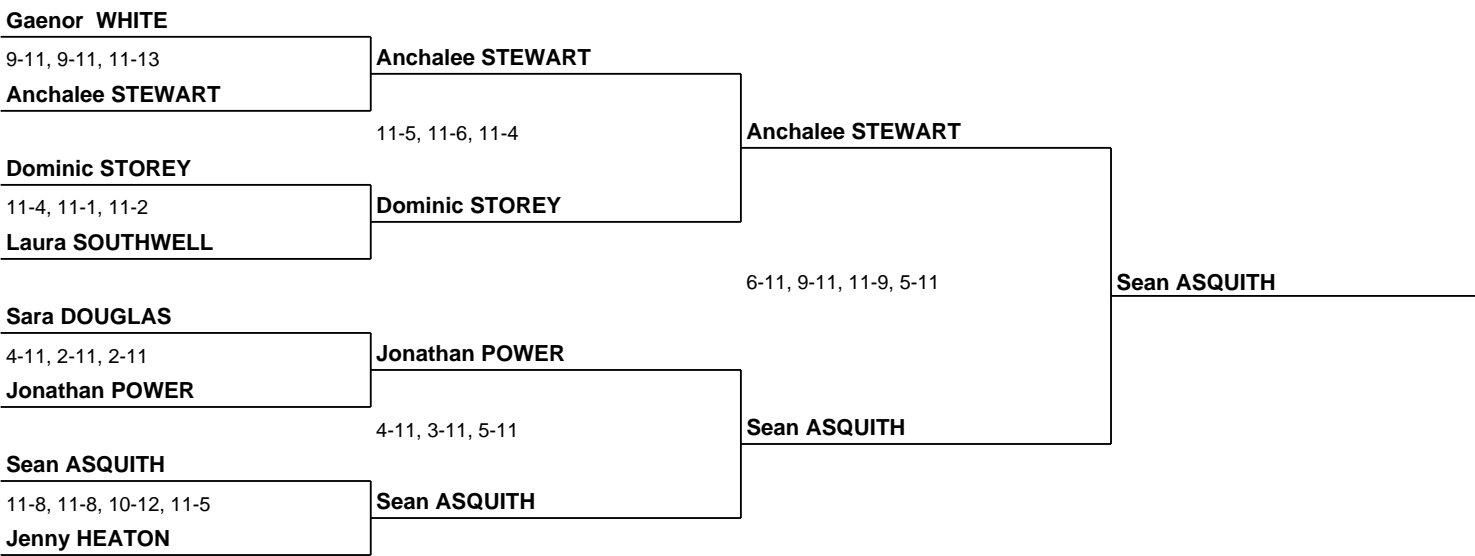 Gaenor  WHITE
9-11, 9-11, 11-13
Anchalee STEWART
Anchalee STEWART
11-5, 11-6, 11-4
Anchalee STEWART
Dominic STOREY
11-4, 11-1, 11-2
Dominic STOREY
Laura SOUTHWELL
6-11, 9-11, 11-9, 5-11
Sean ASQUITH
Sara DOUGLAS
4-11, 2-11, 2-11
Jonathan POWER
Jonathan POWER
4-11, 3-11, 5-11
Sean ASQUITH
Sean ASQUITH
11-8, 11-8, 10-12, 11-5
Sean ASQUITH
Jenny HEATON